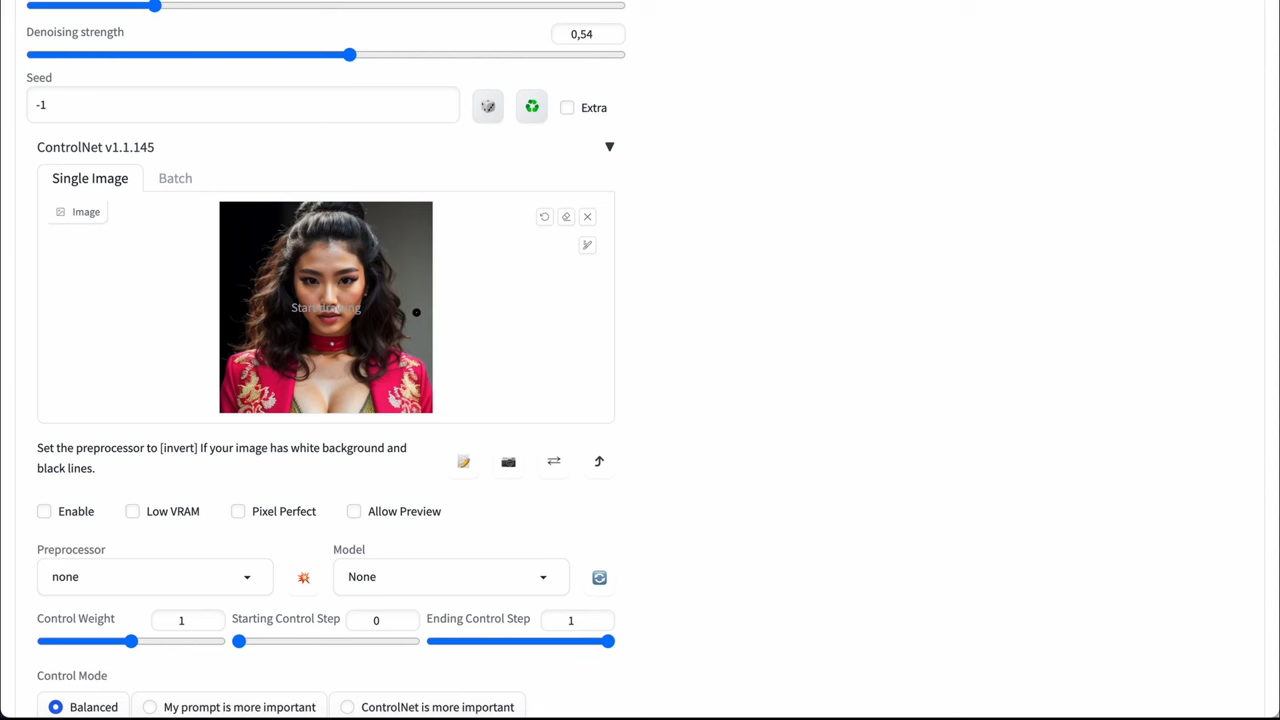 Denoising strength
0,54
Seed
-1
Extra
ControlNet v1.1.145
Single Image
Batch
Image
Start drawing
Set the preprocessor to [invert] If your image has white background and
black lines.
Enable
Low VRAM
Pixel Perfect
Allow Preview
Preprocessor
Model
none
None
Control Weight
1
Starting Control Step
0
Ending Control Step
1
Control Mode
Balanced
My prompt is more important
ControlNet is more important